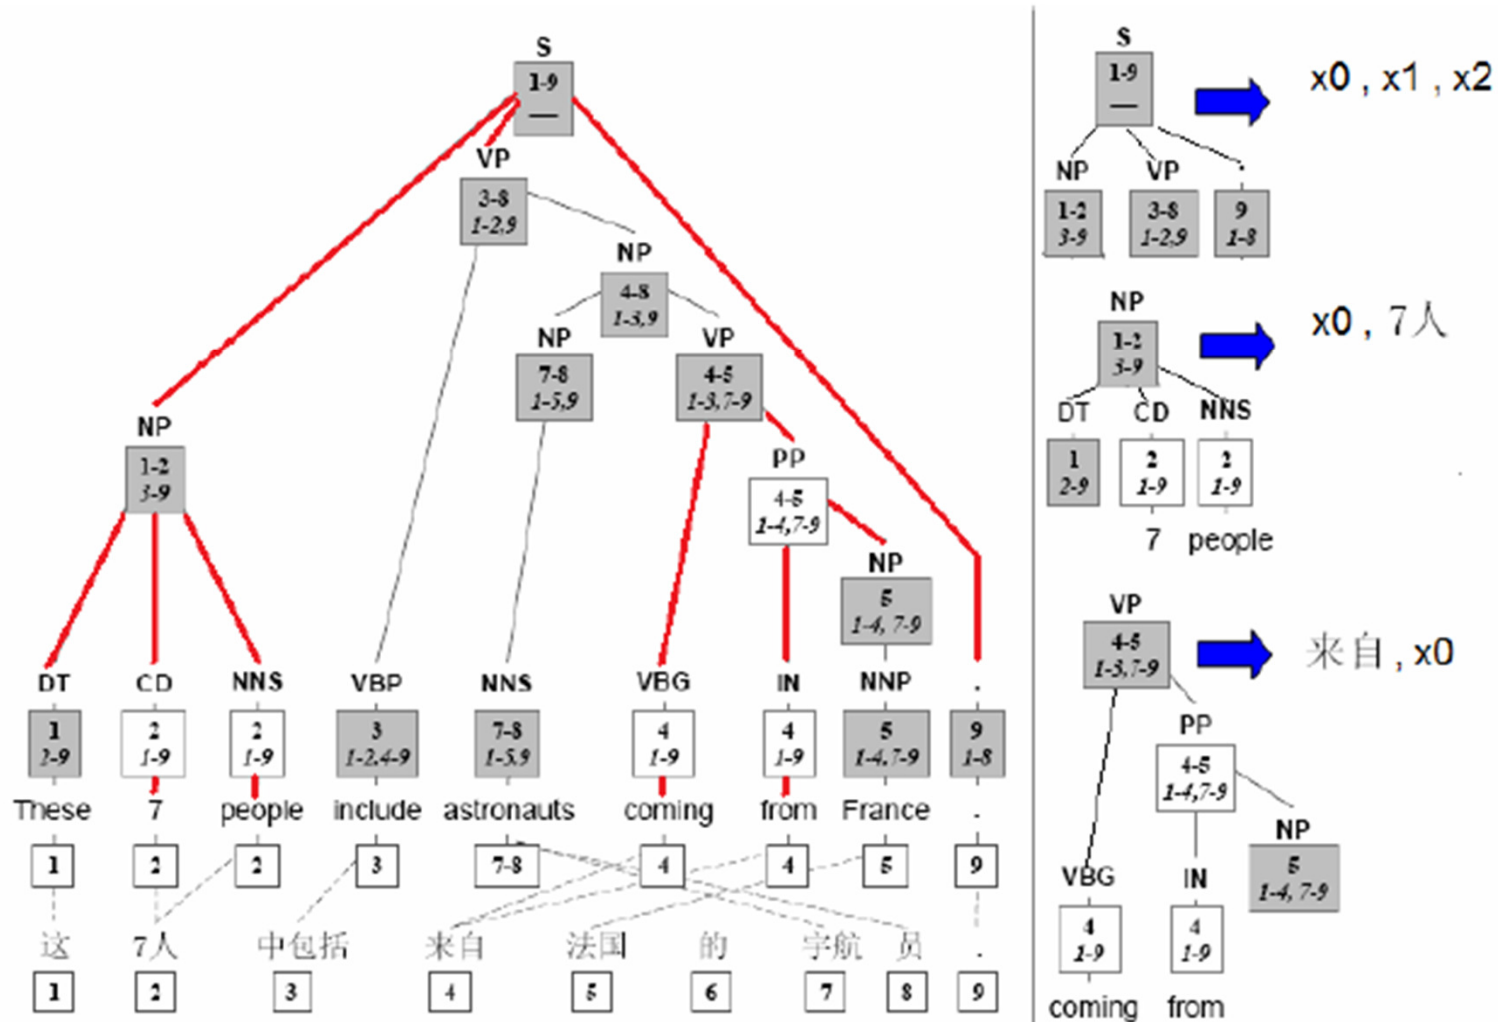 S
1-9
—
VP
3-8
1-2,9
NP
4-8
1-3,9
NP
7-8
1-5,9
VP
4-5
1-3,7-9
NP
1-2
3-9
PP
4-5
1-4,7-9
NP
5
1-4, 7-9
DT CD NNS VBP NNS VBG IN NNP .
1 2 2 3 7-8 4 4 5 9
2-9 1-9 1-9 1-2,4-9 1-5,9 1-9 1-9 1-4,7-9 1-8
These 7 people include astronauts coming from France .
1 2 2 3 7-8 4 4 5 9
这 7人 中包括 来自 法国 的 宇航 员 .
1 2 3 4 5 6 7 8 9
S
1-9
—
x0 , x1 , x2
NP VP .
1-2 3-8 9
3-9 1-2,9 1-8
NP
1-2
3-9
x0 , 7人
DT CD NNS
1 2 2
2-9 1-9 1-9
7 people
VP
4-5
1-3,7-9
来自 , x0
PP
4-5
1-4,7-9
NP
5
1-4, 7-9
VBG IN
4 4
1-9 1-9
coming from